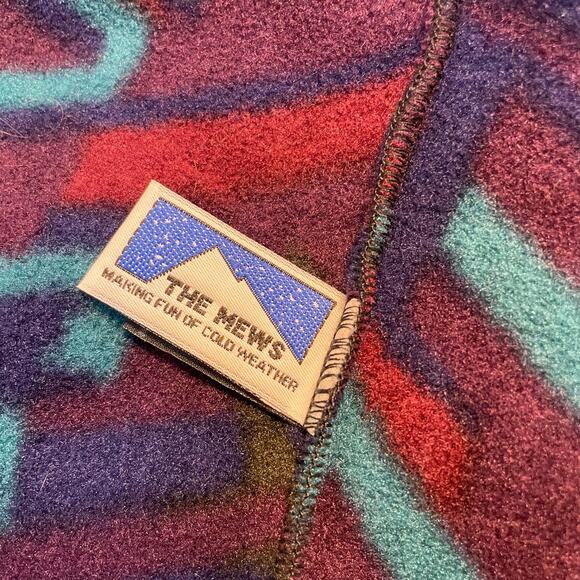 THE MEWS
MAKING FUN OF COLD WEATHER